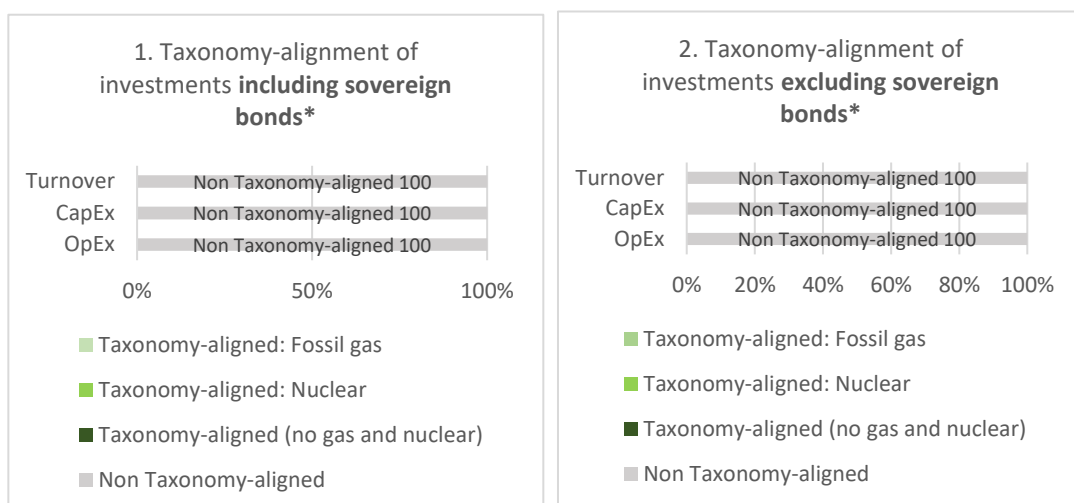 1. Taxonomy-alignment of
investments including sovereign
bonds*
Turnover
Non Taxonomy-aligned 100
CapEx
Non Taxonomy-aligned 100
OpEx
Non Taxonomy-aligned 100
0%
50%
100%
Taxonomy-aligned: Fossil gas
Taxonomy-aligned: Nuclear
Taxonomy-aligned (no gas and nuclear)
Non Taxonomy-aligned
2. Taxonomy-alignment of
investments excluding sovereign
bonds*
Turnover
Non Taxonomy-aligned 100
CapEx
Non Taxonomy-aligned 100
OpEx
Non Taxonomy-aligned 100
0%
20%
40%
60%
80%
100%
Taxonomy-aligned: Fossil gas
Taxonomy-aligned: Nuclear
Taxonomy-aligned (no gas and nuclear)
Non Taxonomy-aligned